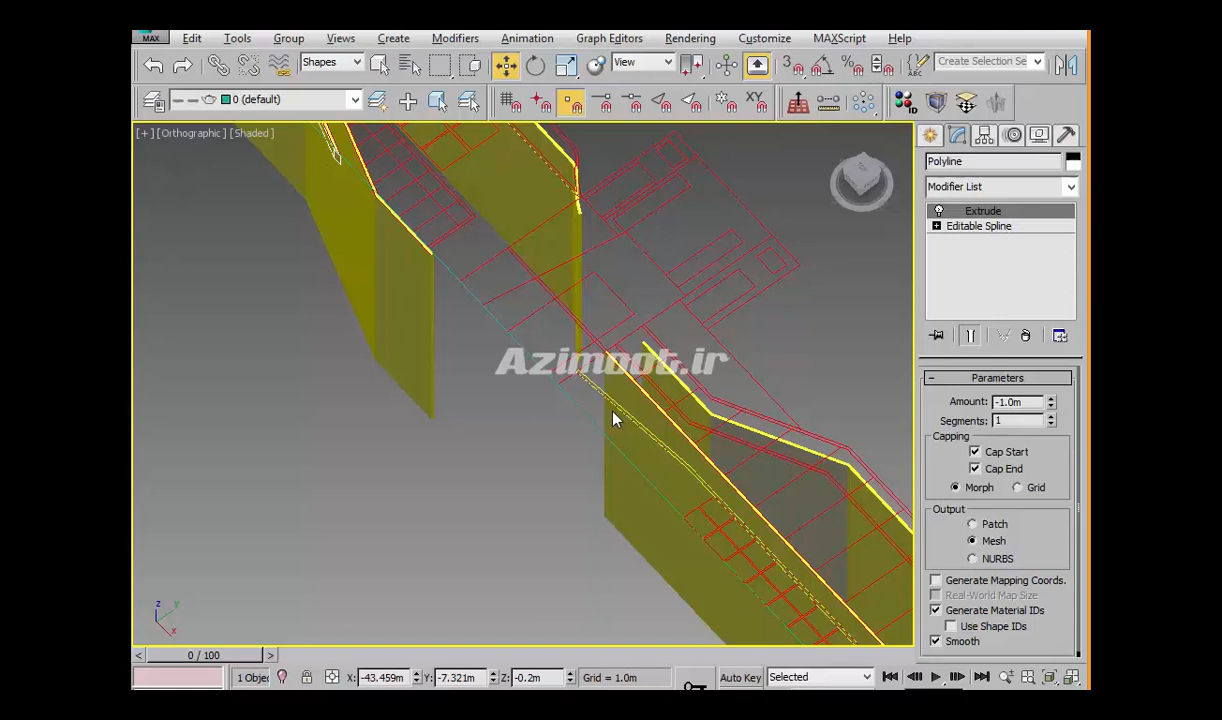 MAX Edit Tools Group Views Create Modifiers Animation Graph Editors Rendering Customize MAXScript Help
Shapes View 3 % ABC Create Selection Se
0 (default) XY ID
[+] [Orthographic] [Shaded]
Polyline
Modifier List
Extrude
Editable Spline
Azimoot.ir
Parameters
Amount: -1.0m
Segments: 1
Capping
Cap Start
Cap End
Morph Grid
Output
Patch
Mesh
NURBS
Generate Mapping Coords.
Real-World Map Size
Generate Material IDs
Use Shape IDs
Smooth
z
y
x
< 0 / 100 >
1 Objec X: -43.459m Y: -7.321m Z: -0.2m Grid = 1.0m Auto Key Selected